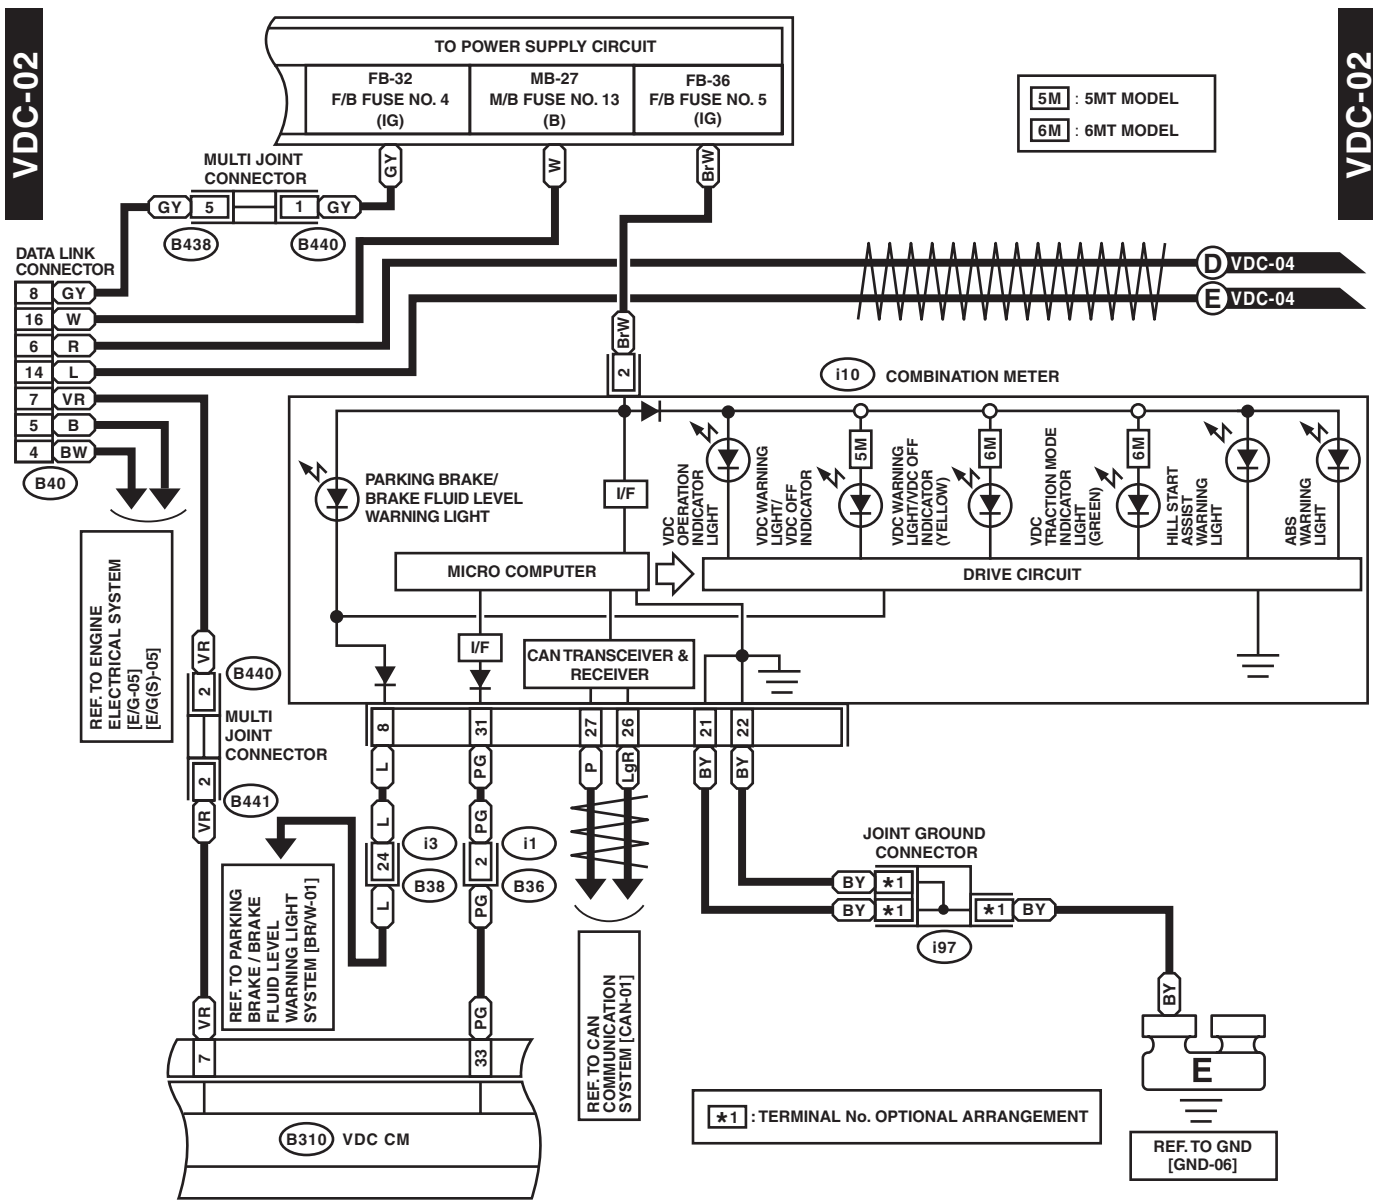 VDC-02
VDC-02
TO POWER SUPPLY CIRCUIT
FB-32
F/B FUSE NO. 4
(IG)
MB-27
M/B FUSE NO. 13
(B)
FB-36
F/B FUSE NO. 5
(IG)
5M : 5MT MODEL
6M : 6MT MODEL
GY
W
BrW
MULTI JOINT
CONNECTOR
GY 5 1 GY
B438
B440
DATA LINK
CONNECTOR
8 GY
16 W
6 R
14 L
7 VR
5 B
4 BW
B40
D VDC-04
E VDC-04
BrW
2
i10 COMBINATION METER
PARKING BRAKE/
BRAKE FLUID LEVEL
WARNING LIGHT
I/F
VDC
OPERATION
INDICATOR
LIGHT
VDC WARNING
LIGHT/
VDC OFF
INDICATOR
5M
VDC WARNING
LIGHT/VDC OFF
INDICATOR
(YELLOW)
6M
VDC
TRACTION MODE
INDICATOR
LIGHT
(GREEN)
6M
HILL START
ASSIST
WARNING
LIGHT
ABS
WARNING
LIGHT
MICRO COMPUTER
DRIVE CIRCUIT
I/F
CAN TRANSCEIVER &
RECEIVER
REF. TO ENGINE
ELECTRICAL SYSTEM
[E/G-05]
[E/G(S)-05]
VR
2
B440
MULTI
JOINT
CONNECTOR
2
B441
VR
8
31
27
26
21
22
L
PG
P
LgR
BY
BY
L
PG
24
i3
B38
2
i1
B36
L
PG
JOINT GROUND
CONNECTOR
BY *1
BY *1
*1 BY
i97
REF. TO PARKING
BRAKE / BRAKE
FLUID LEVEL
WARNING LIGHT
SYSTEM [BR/W-01]
REF. TO CAN
COMMUNICATION
SYSTEM [CAN-01]
BY
E
VR
PG
7
33
B310 VDC CM
*1 : TERMINAL No. OPTIONAL ARRANGEMENT
REF. TO GND
[GND-06]